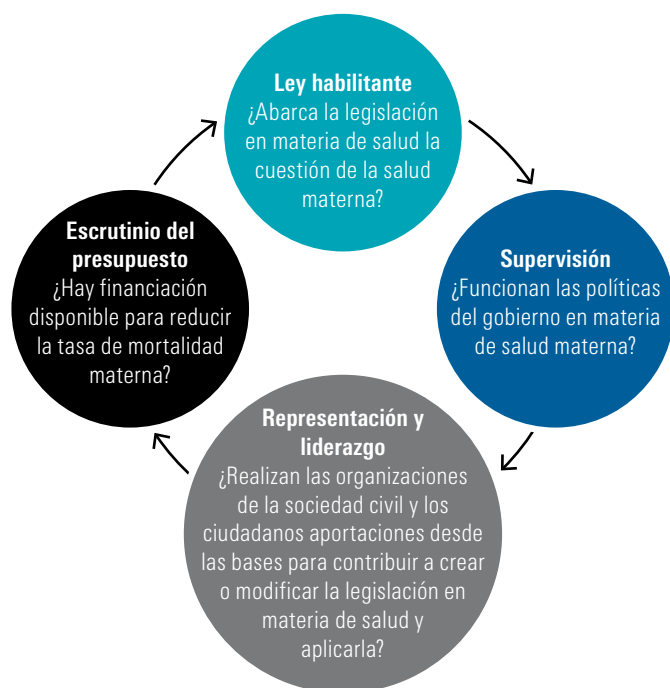 Ley habilitante
¿Abarca la legislación
en materia de salud la
cuestión de la salud
materna?
Supervisión
¿Funcionan las políticas
del gobierno en materia
de salud materna?
Representación y
liderazgo
¿Realizan las organizaciones
de la sociedad civil y los
ciudadanos aportaciones desde
las bases para contribuir a crear
o modificar la legislación en
materia de salud y
aplicarla?
Escrutinio del
presupuesto
¿Hay financiación
disponible para reducir
la tasa de mortalidad
materna?